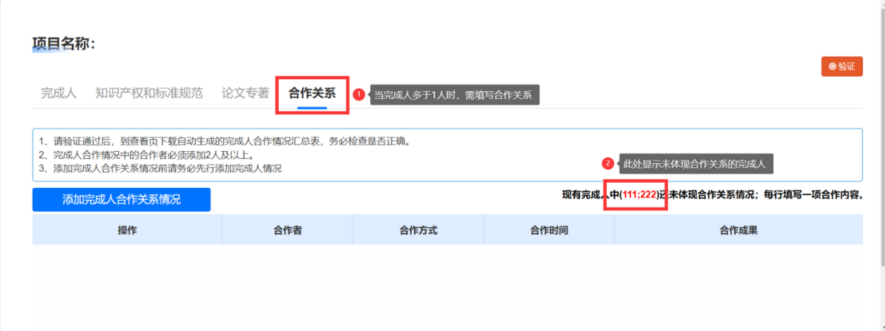 项目名称：
验证
完成人 知识产权和标准规范 论文专著 合作关系 1 当完成人多于1人时，需填写合作关系
1、请验证通过后，到查看页下载自动生成的完成人合作情况汇总表，务必检查是否正确。
2、完成人合作情况中的合作者必须添加2人及以上。
3、添加完成人合作关系情况前请务必先行添加完成人情况
2 此处显示未体现合作关系的完成人
添加完成人合作关系情况 现有完成人中(111;222)还未体现合作关系情况；每行填写一项合作内容。
操作 合作者 合作方式 合作时间 合作成果